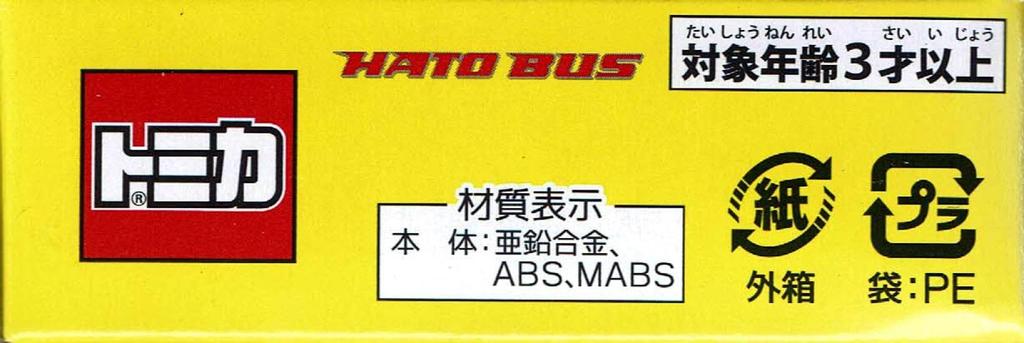 トミカ®
HATO BUS
たいしょうねんれい さい い じょう
対象年齢3才以上
材質表示
本 体:亜鉛合金、
ABS、MABS
紙
外箱
プラ
袋:PE